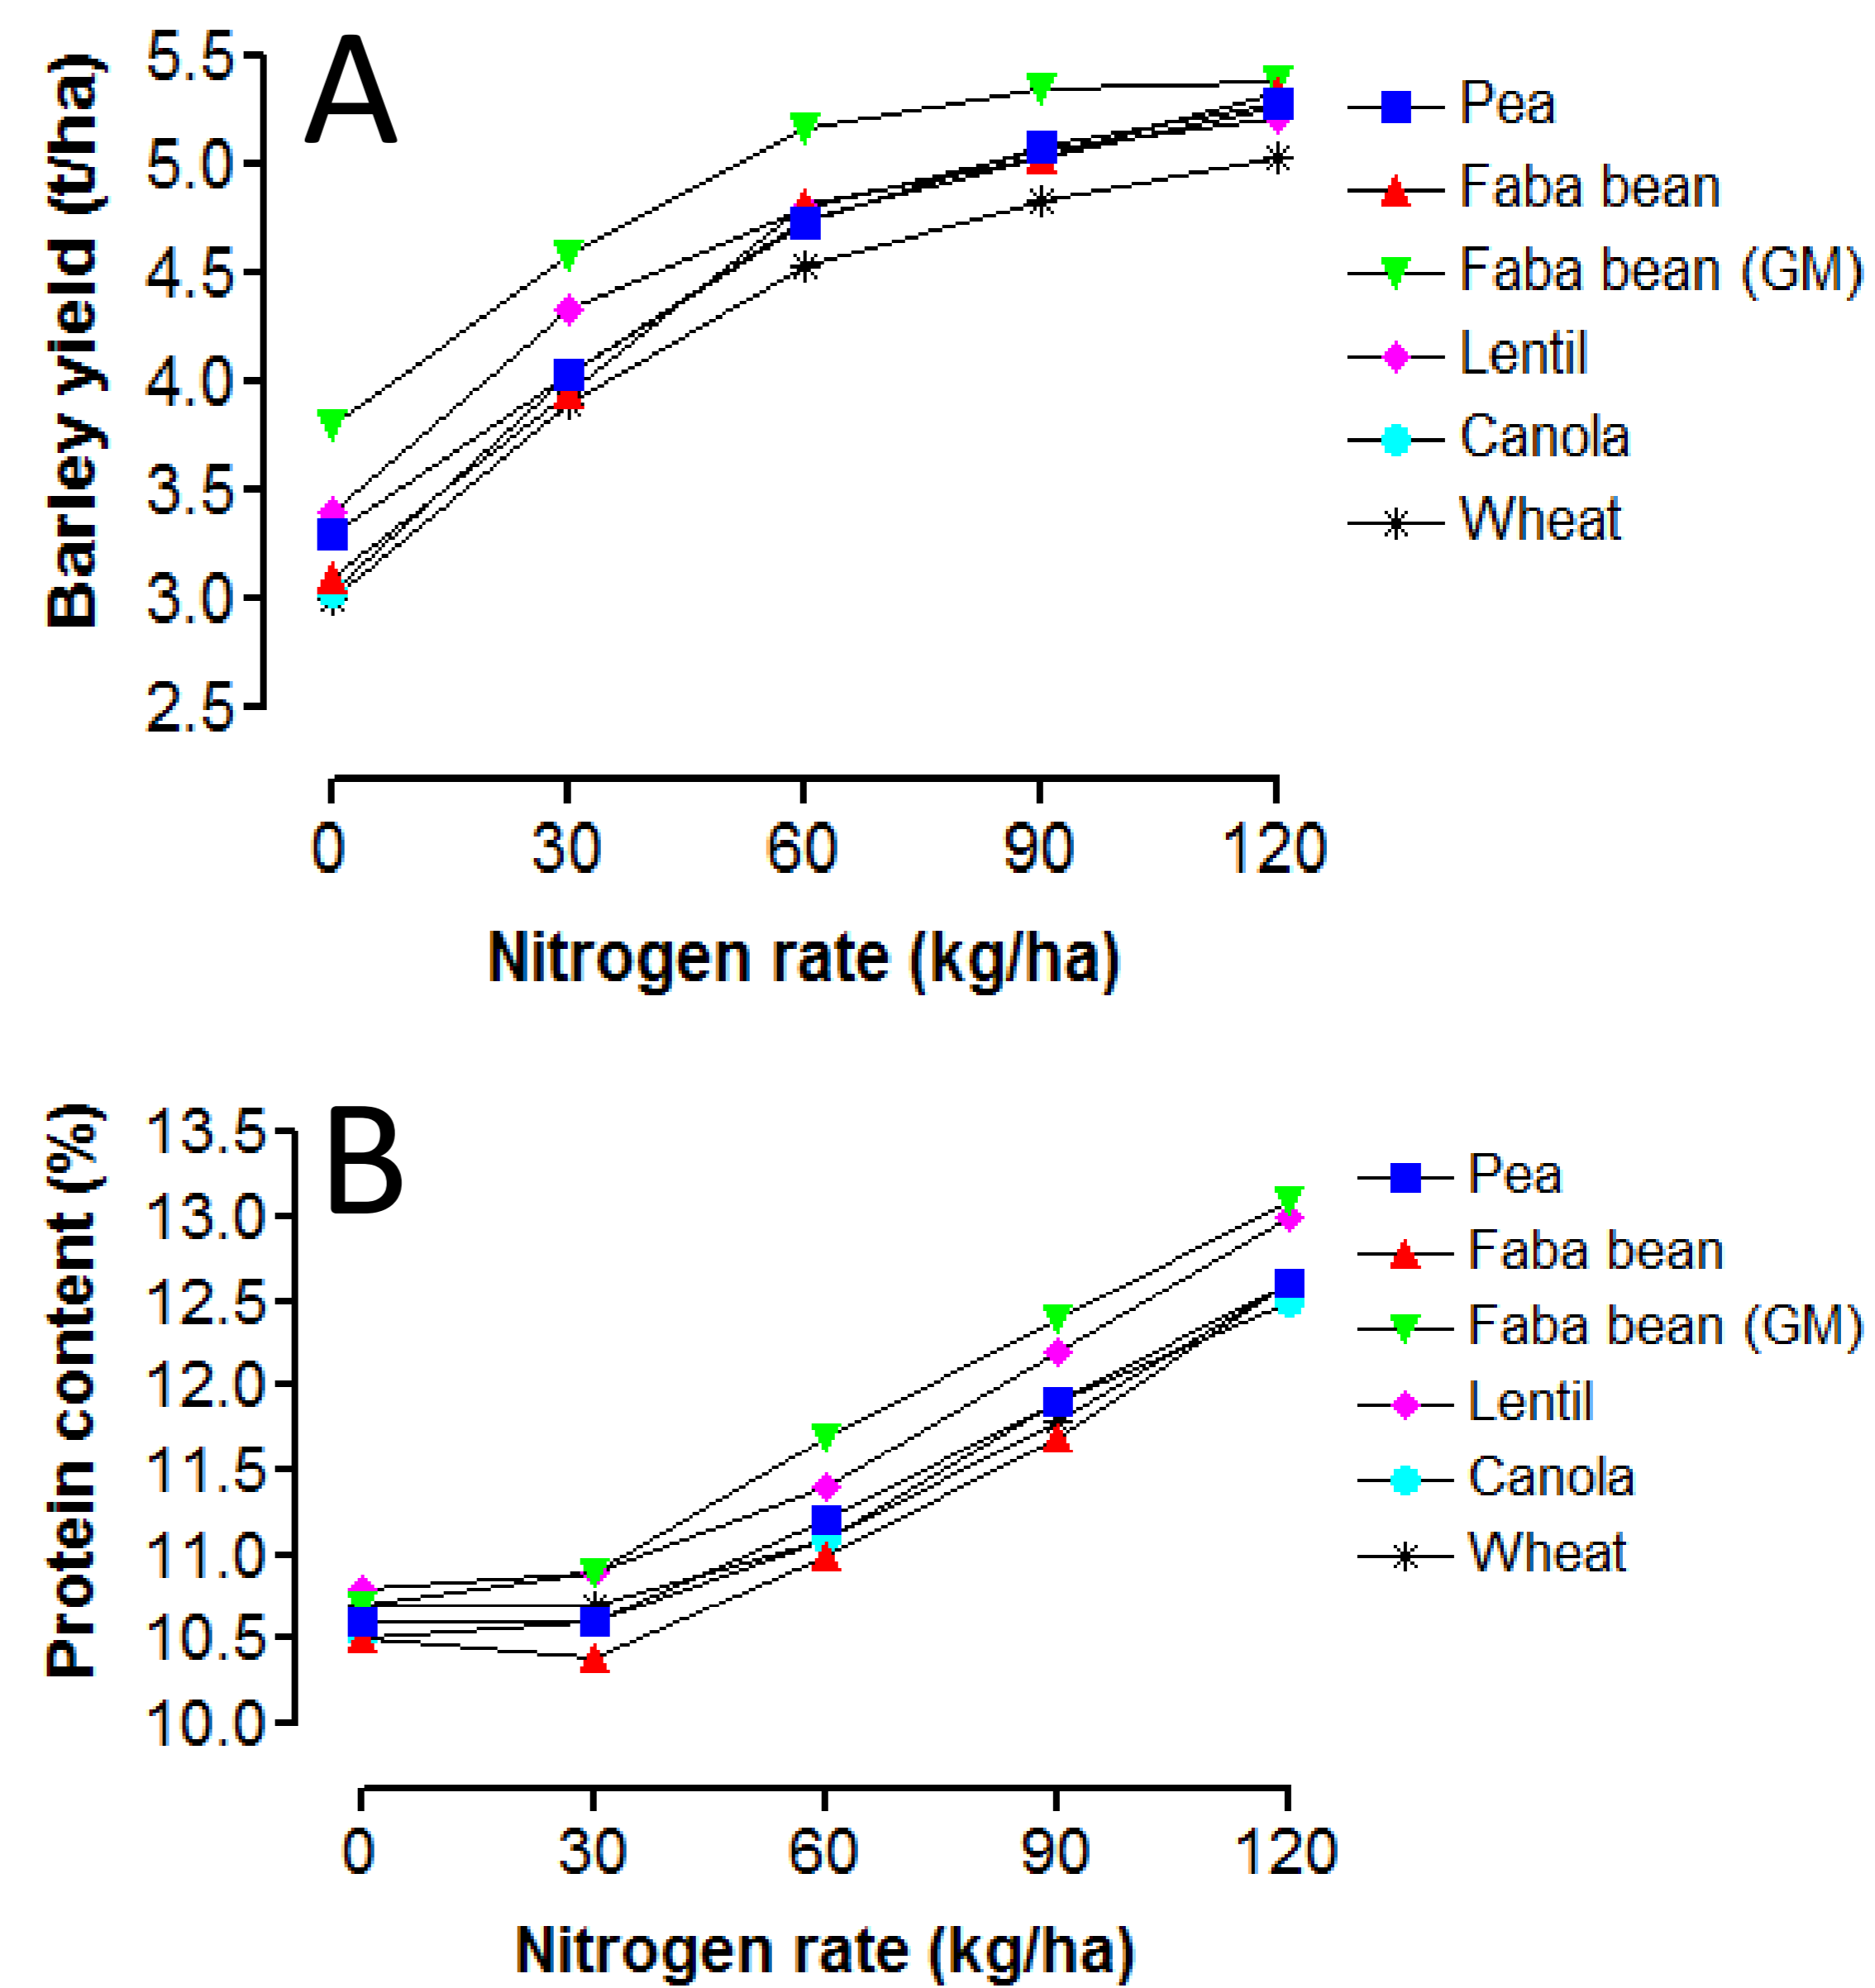 A
Barley yield (t/ha)
5.5
5.0
4.5
4.0
3.5
3.0
2.5
0 30 60 90 120
Nitrogen rate (kg/ha)
Pea
Faba bean
Faba bean (GM)
Lentil
Canola
Wheat
B
Protein content (%)
13.5
13.0
12.5
12.0
11.5
11.0
10.5
10.0
0 30 60 90 120
Nitrogen rate (kg/ha)
Pea
Faba bean
Faba bean (GM)
Lentil
Canola
Wheat